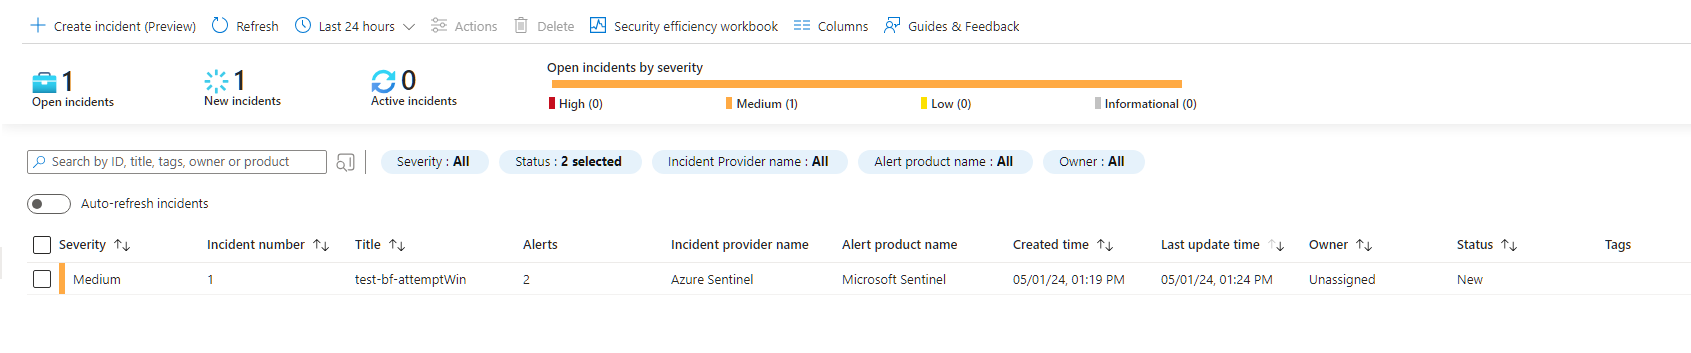 Create incident (Preview) Refresh Last 24 hours Actions Delete Security efficiency workbook Columns Guides & Feedback
1 1 0 Open incidents by severity
Open incidents New incidents Active incidents
High (0) Medium (1) Low (0) Informational (0)
Search by ID, title, tags, owner or product Severity : All Status : 2 selected Incident Provider name : All Alert product name : All Owner : All
Auto-refresh incidents
Severity Incident number Title Alerts Incident provider name Alert product name Created time Last update time Owner Status Tags
Medium 1 test-bf-attemptWin 2 Azure Sentinel Microsoft Sentinel 05/01/24, 01:19 PM 05/01/24, 01:24 PM Unassigned New